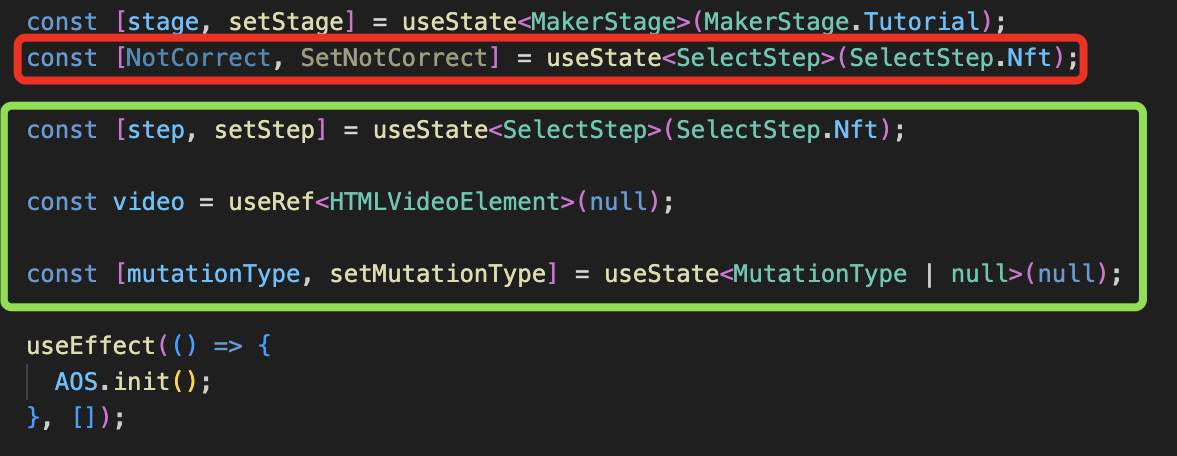 const [stage, setStage] = useState<MakerStage>(MakerStage.Tutorial);
const [NotCorrect, SetNotCorrect] = useState<SelectStep>(SelectStep.Nft);
const [step, setStep] = useState<SelectStep>(SelectStep.Nft);
const video = useRef<HTMLVideoElement>(null);
const [mutationType, setMutationType] = useState<MutationType | null>(null);
useEffect(() => {
AOS.init();
}, []);